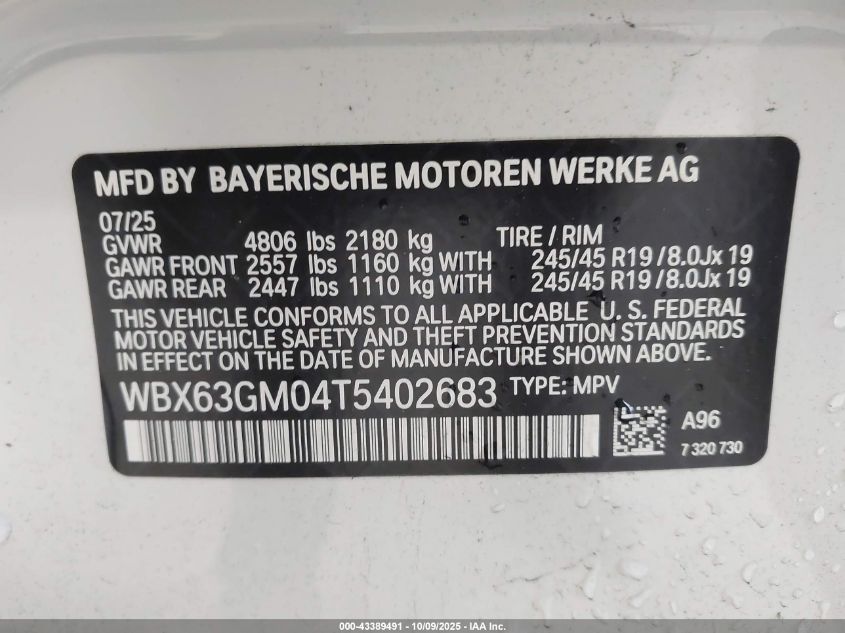 MFD BY BAYERISCHE MOTOREN WERKE AG
07/25
GVWR 4806 lbs 2180 kg TIRE / RIM
GAWR FRONT 2557 lbs 1160 kg WITH 245/45 R19 / 8.0Jx 19
GAWR REAR 2447 lbs 1110 kg WITH 245/45 R19 / 8.0Jx 19
THIS VEHICLE CONFORMS TO ALL APPLICABLE U. S. FEDERAL
MOTOR VEHICLE SAFETY AND THEFT PREVENTION STANDARDS
IN EFFECT ON THE DATE OF MANUFACTURE SHOWN ABOVE.
WBX63GM04T5402683 TYPE: MPV
A96
7 320 730
000-43389491 - 10/09/2025 - IAA Inc.